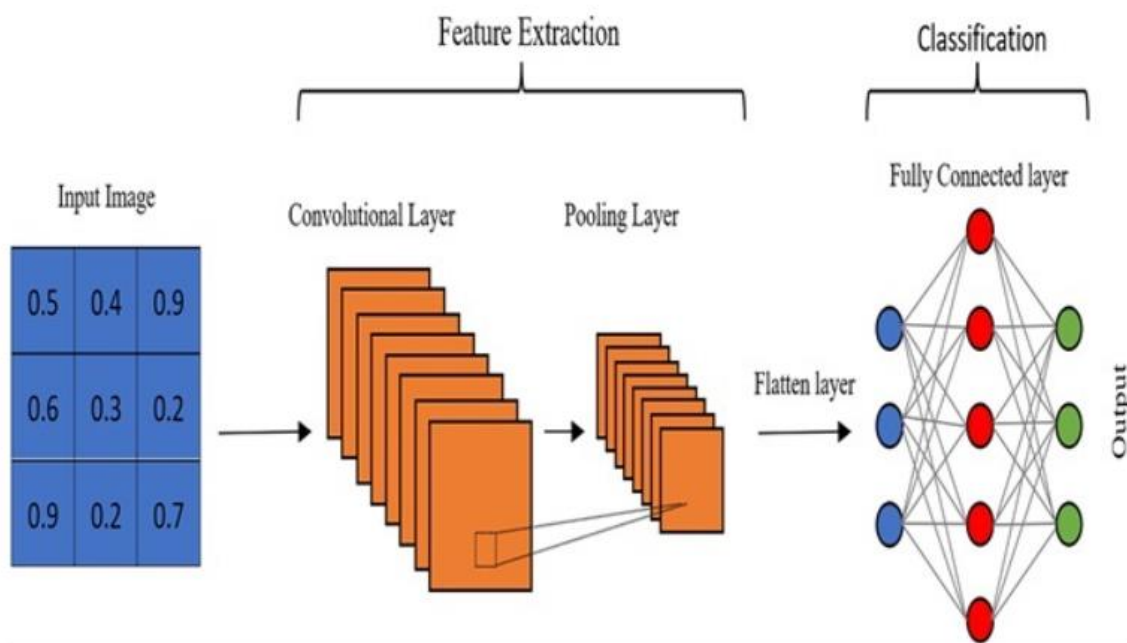 Feature Extraction
Classification
Input Image
Convolutional Layer
Pooling Layer
Fully Connected layer
0.5 0.4 0.9
0.6 0.3 0.2
0.9 0.2 0.7
Flatten layer
Output